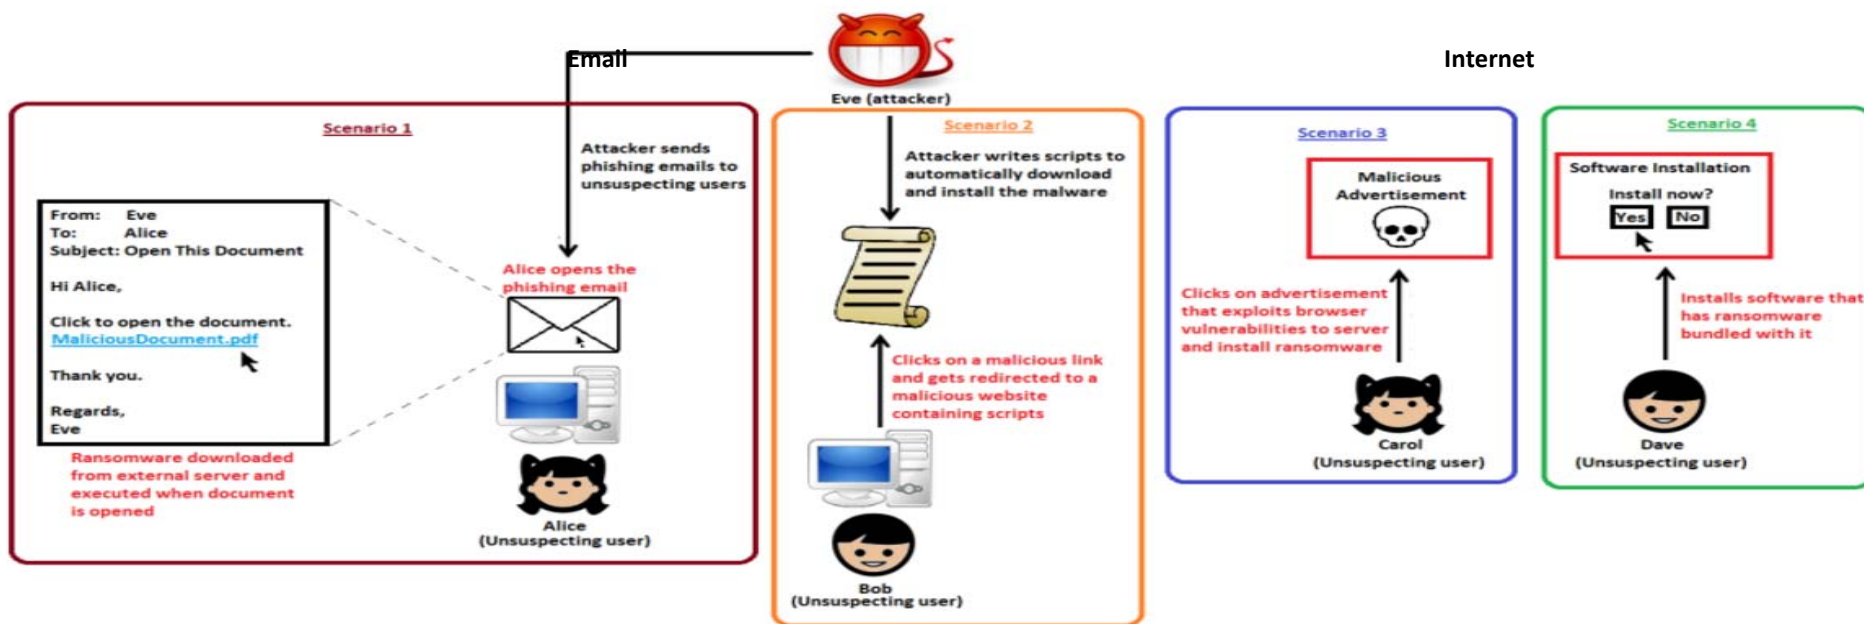 Email
Internet
Eve (attacker)
Scenario 1
Attacker sends
phishing emails to
unsuspecting users
From: Eve
To: Alice
Subject: Open This Document
Hi Alice,
Click to open the document.
MaliciousDocument.pdf
Thank you.
Regards,
Eve
Ransomware downloaded
from external server and
executed when document
is opened
Alice opens the
phishing email
Alice
(Unsuspecting user)
Scenario 2
Attacker writes scripts to
automatically download
and install the malware
Clicks on a malicious link
and gets redirected to a
malicious website
containing scripts
Bob
(Unsuspecting user)
Scenario 3
Malicious
Advertisement
Clicks on advertisement
that exploits browser
vulnerabilities to server
and install ransomware
Carol
(Unsuspecting user)
Scenario 4
Software Installation
Install now?
Yes No
Installs software that
has ransomware
bundled with it
Dave
(Unsuspecting user)